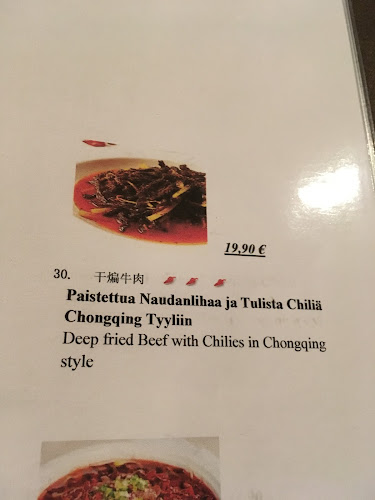 19,90 €
30. 干煸牛肉
Paistettua Naudanlihaa ja Tulista Chiliä
Chongqing Tyyliin
Deep fried Beef with Chilies in Chongqing
style